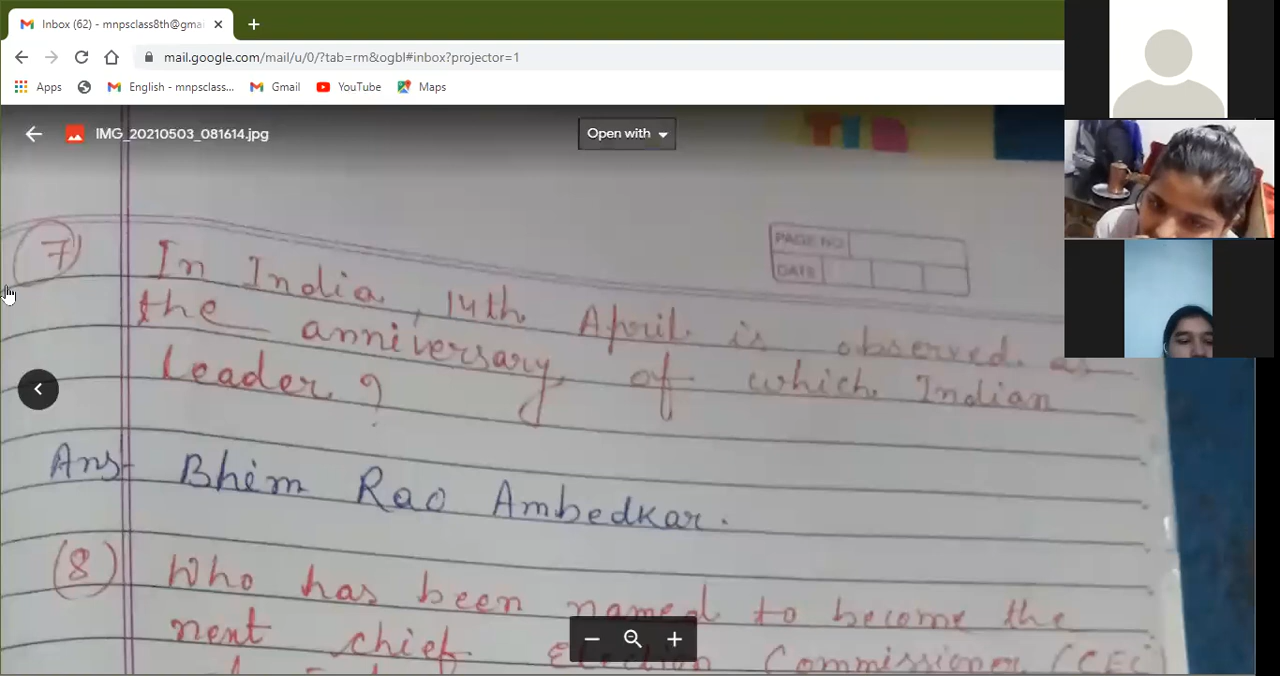 Inbox (62) - mnpsclass8th@gma
mail.google.com/mail/u/0/?tab=rm&ogbl#inbox?projector=1
Apps
English - mnpsclass...
Gmail
YouTube
Maps
IMG_20210503_081614.jpg
Open with
PAGE NO
DATE
7) In India, 14th April is observed as
the anniversary of which Indian
leader?
Ans- Bhim Rao Ambedkar.
(8) Who has been named to become the
next chief Election Commissioner (CEC)